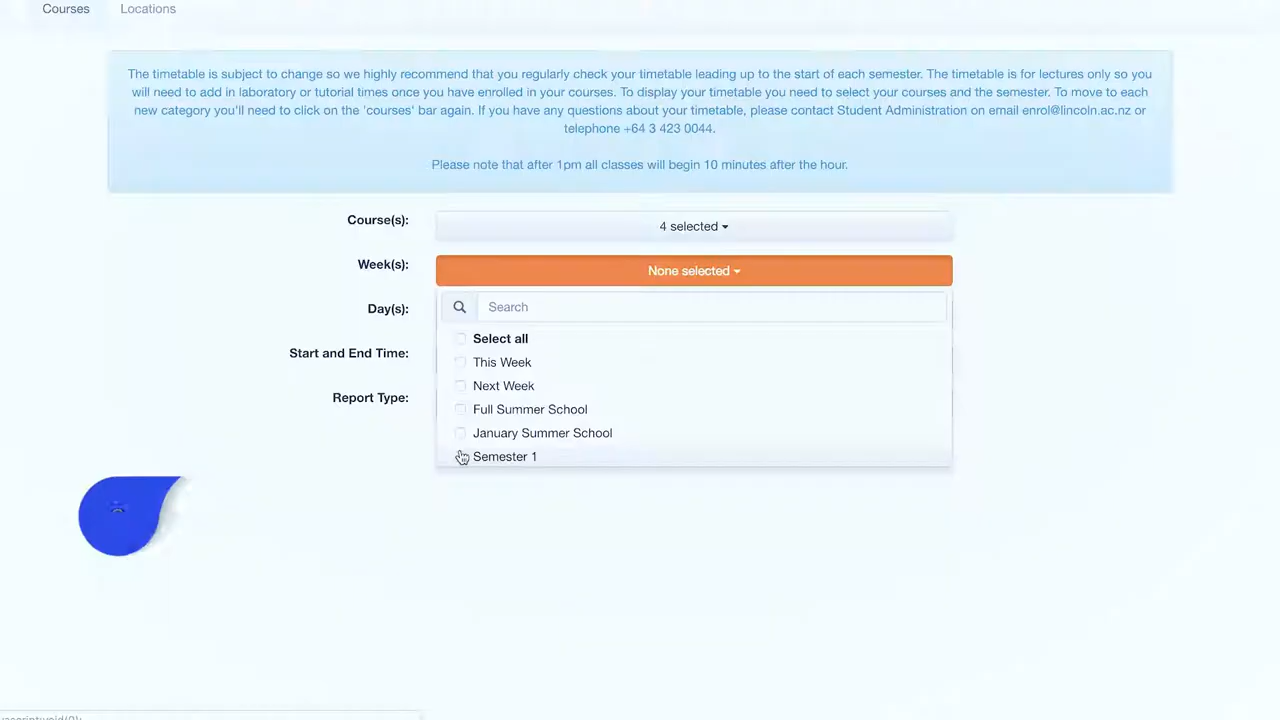 Courses
Locations
The timetable is subject to change so we highly recommend that you regularly check your timetable leading up to the start of each semester. The timetable is for lectures only so you
will need to add in laboratory or tutorial times once you have enrolled in your courses. To display your timetable you need to select your courses and the semester. To move to each
new category you'll need to click on the 'courses' bar again. If you have any questions about your timetable, please contact Student Administration on email enrol@lincoln.ac.nz or
telephone +64 3 423 0044.
Please note that after 1pm all classes will begin 10 minutes after the hour.
Course(s):
4 selected
Week(s):
None selected
Day(s):
Search
Select all
This Week
Start and End Time:
Next Week
Report Type:
Full Summer School
January Summer School
Semester 1